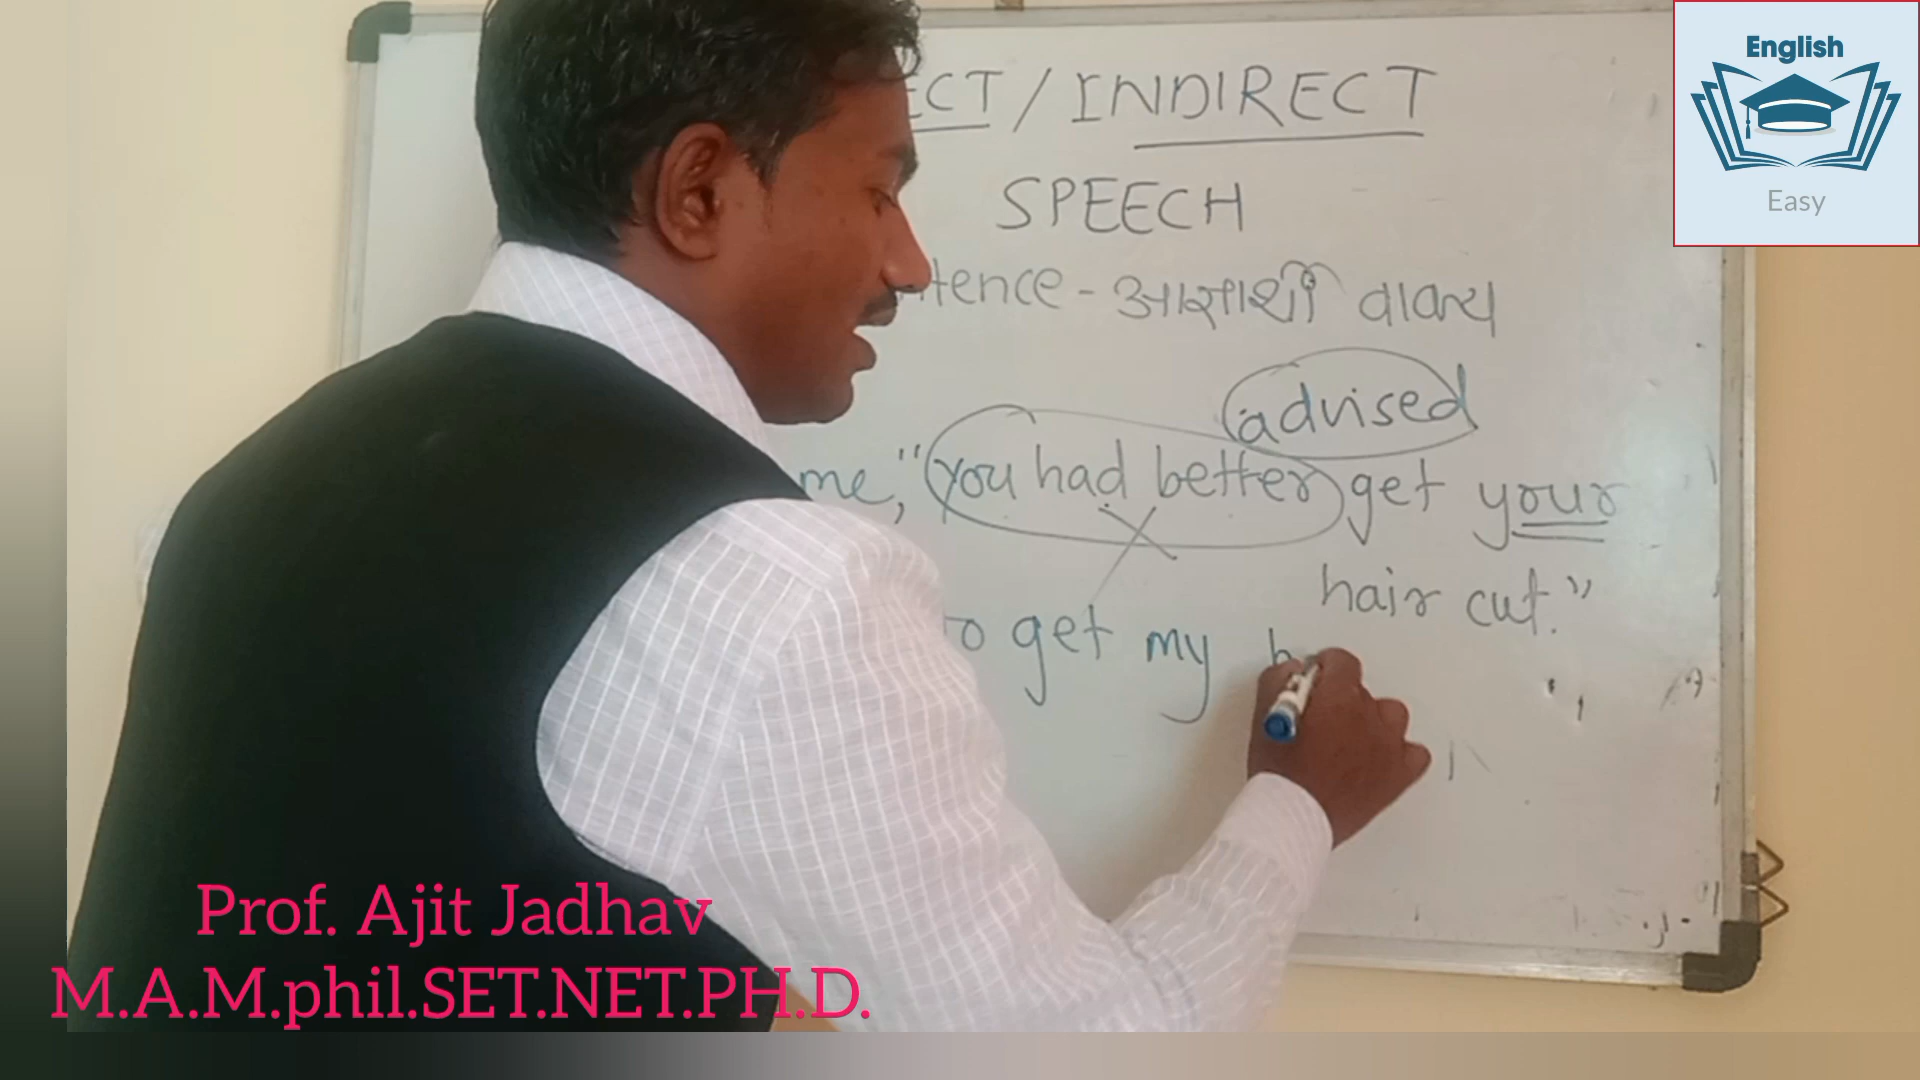 English
Easy
ECT / INDIRECT
SPEECH
tence - आज्ञार्थी वाक्य
advised
me, "you had better get your
hair cut."
to get my
Prof. Ajit Jadhav
M.A.M.phil.SET.NET.PH.D.